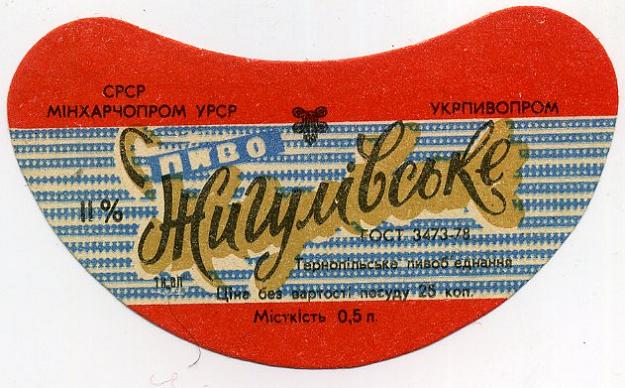 СРСР
МІНХАРЧОПРОМ УРСР
УКРПИВОПРОМ
ПИВО
Жигулівське
11%
ГОСТ 3473-78
Тернопільське пивоб'єднання
Ціна без вартості посуду 25 коп.
Місткість 0,5 л.